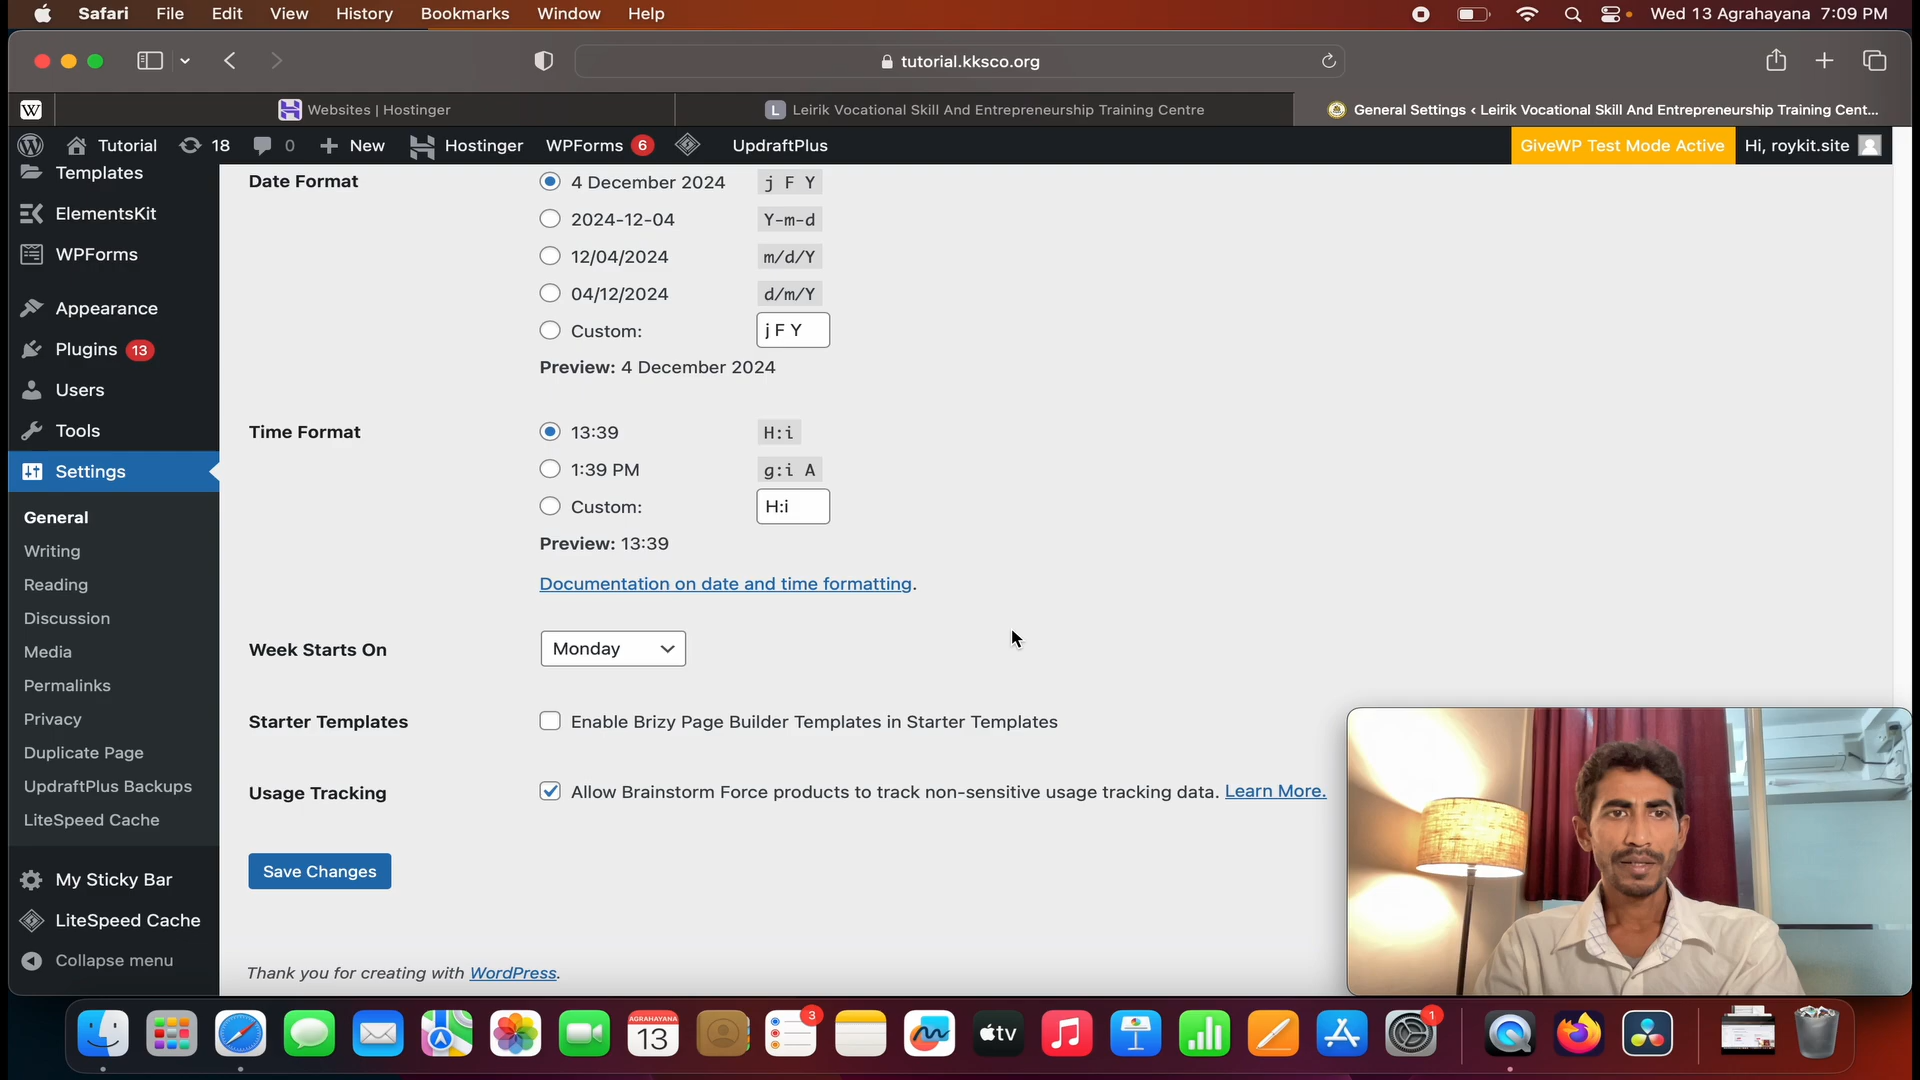 Safari File Edit View History Bookmarks Window Help Wed 13 Agrahayana 7:09 PM
tutorial.kksco.org
W Websites | Hostinger L Leirik Vocational Skill And Entrepreneurship Training Centre General Settings < Leirik Vocational Skill And Entrepreneurship Training Cent...
Tutorial 18 0 New Hostinger WPForms 6 UpdraftPlus GiveWP Test Mode Active Hi, roykit.site
Templates
ElementsKit
WPForms
Appearance
Plugins 13
Users
Tools
Settings
General
Writing
Reading
Discussion
Media
Permalinks
Privacy
Duplicate Page
UpdraftPlus Backups
LiteSpeed Cache
My Sticky Bar
LiteSpeed Cache
Collapse menu
Date Format
4 December 2024 j F Y
2024-12-04 Y-m-d
12/04/2024 m/d/Y
04/12/2024 d/m/Y
Custom: j F Y
Preview: 4 December 2024
Time Format
13:39 H:i
1:39 PM g:i A
Custom: H:i
Preview: 13:39
Documentation on date and time formatting.
Week Starts On Monday
Starter Templates Enable Brizy Page Builder Templates in Starter Templates
Usage Tracking Allow Brainstorm Force products to track non-sensitive usage tracking data. Learn More.
Save Changes
Thank you for creating with WordPress.
AGRAHAYANA
13
3
tv
1